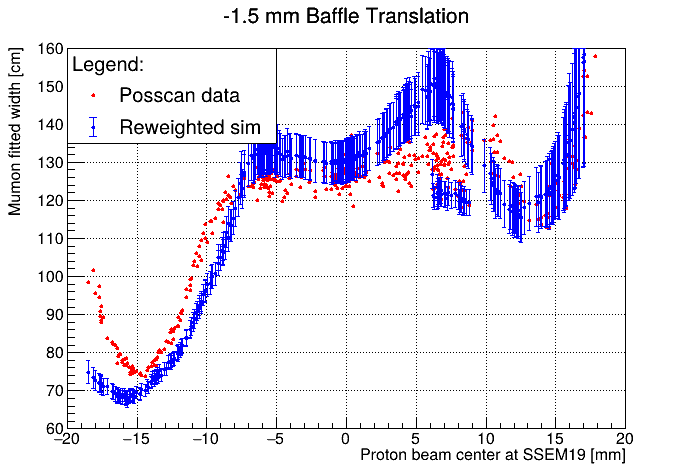 -1.5 mm Baffle Translation
Mumon fitted width [cm]
Legend:
Posscan data
Reweighted sim
160
150
140
130
120
110
100
90
80
70
60
−20 −15 −10 −5 0 5 10 15 20
Proton beam center at SSEM19 [mm]